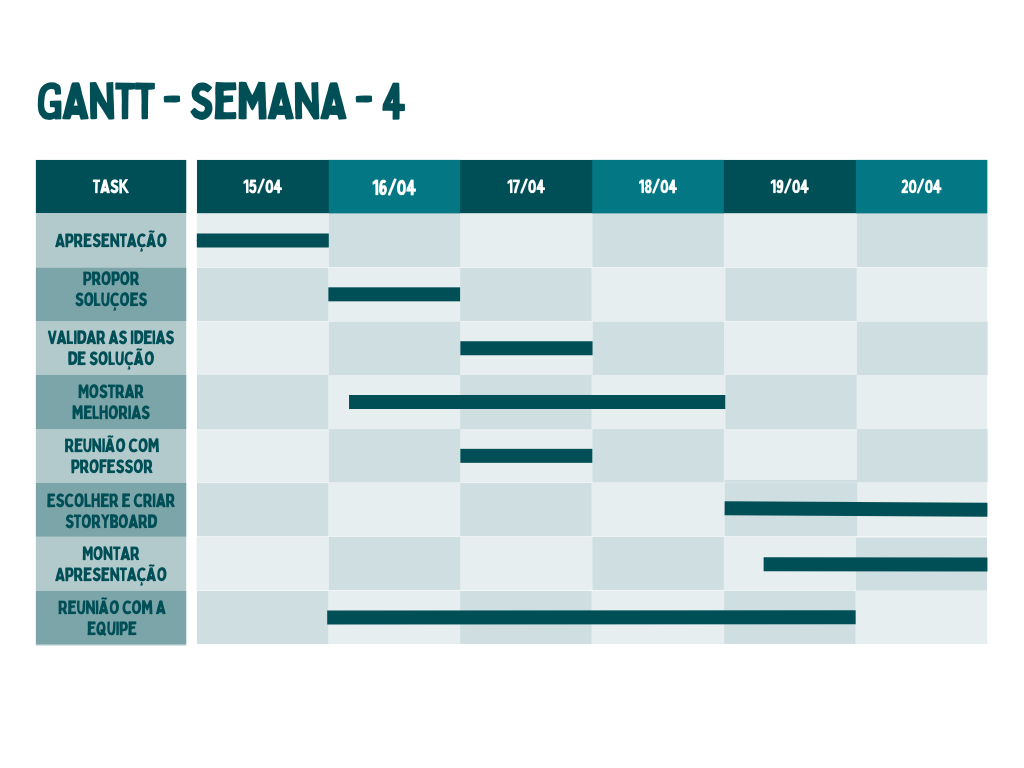 GANTT - SEMANA - 4
TASK
15/04
16/04
17/04
18/04
19/04
20/04
APRESENTAÇÃO
PROPOR
SOLUÇOES
VALIDAR AS IDEIAS
DE SOLUÇÃO
MOSTRAR
MELHORIAS
REUNIÃO COM
PROFESSOR
ESCOLHER E CRIAR
STORYBOARD
MONTAR
APRESENTAÇÃO
REUNIÃO COM A
EQUIPE